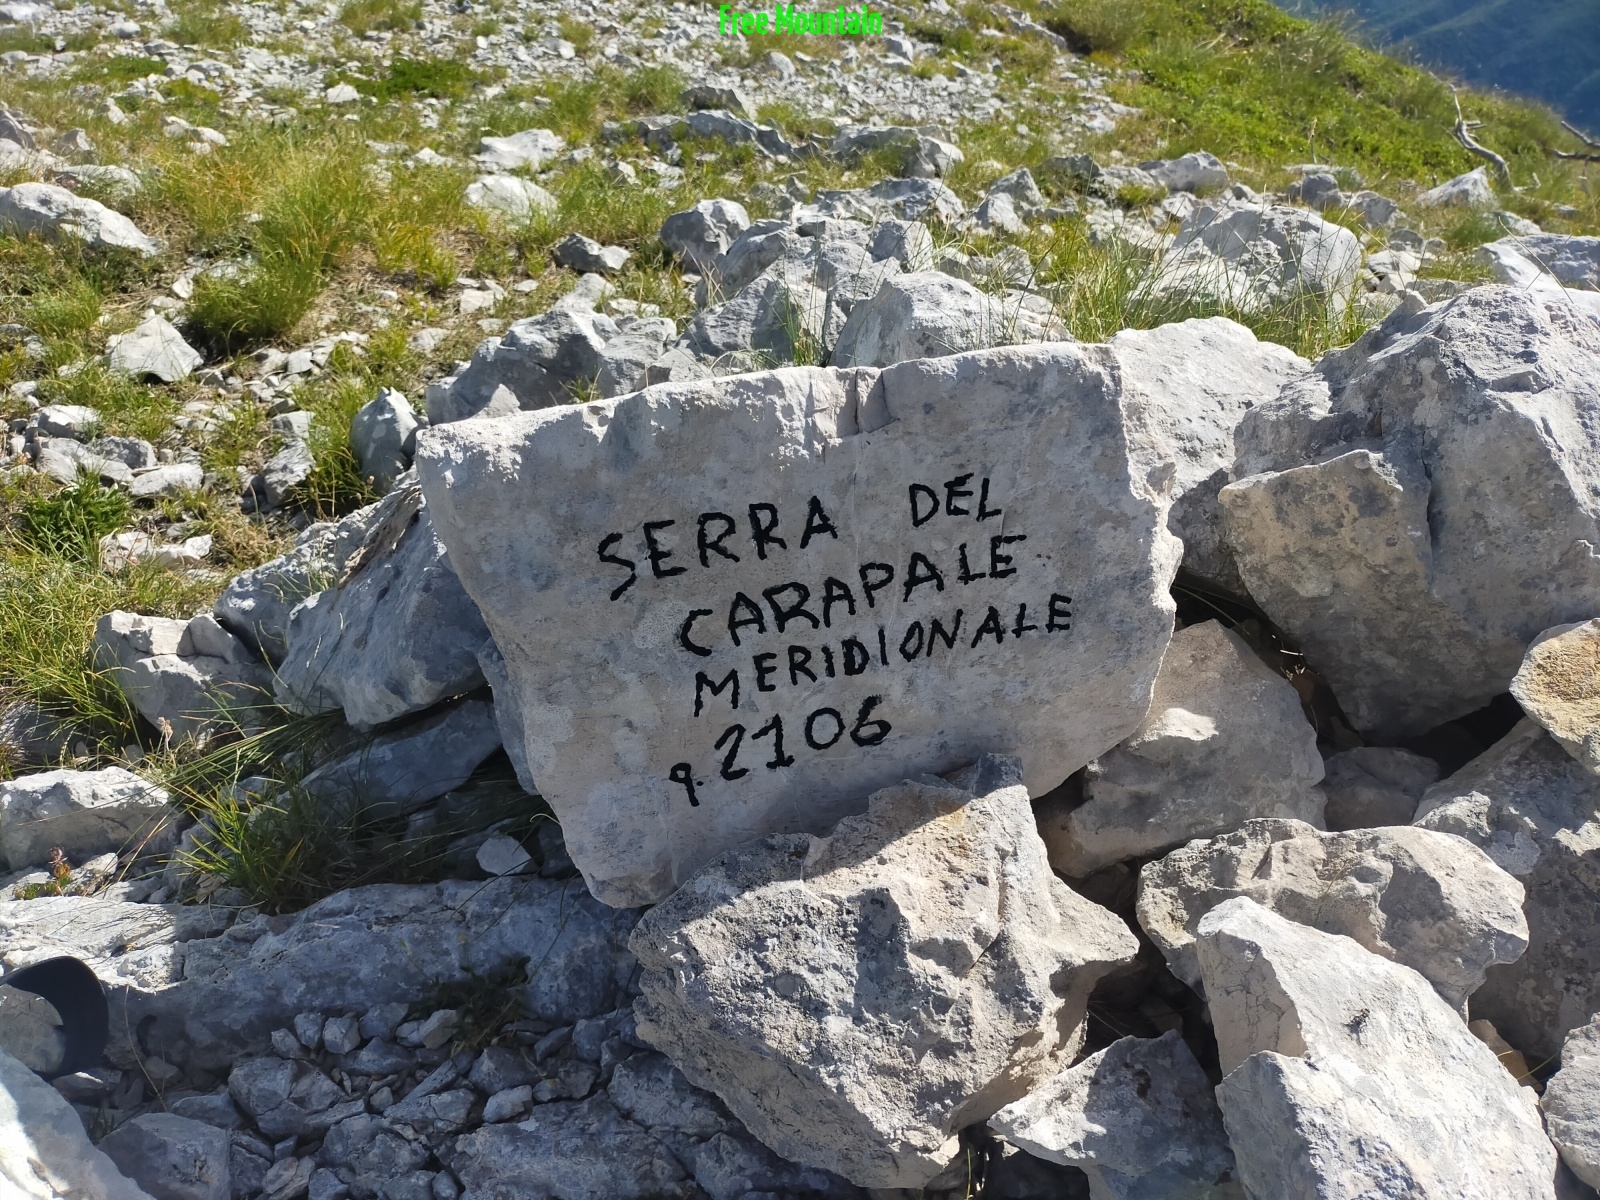 Free Mountain
SERRA DEL
CARAPALE
MERIDIONALE
q.2106